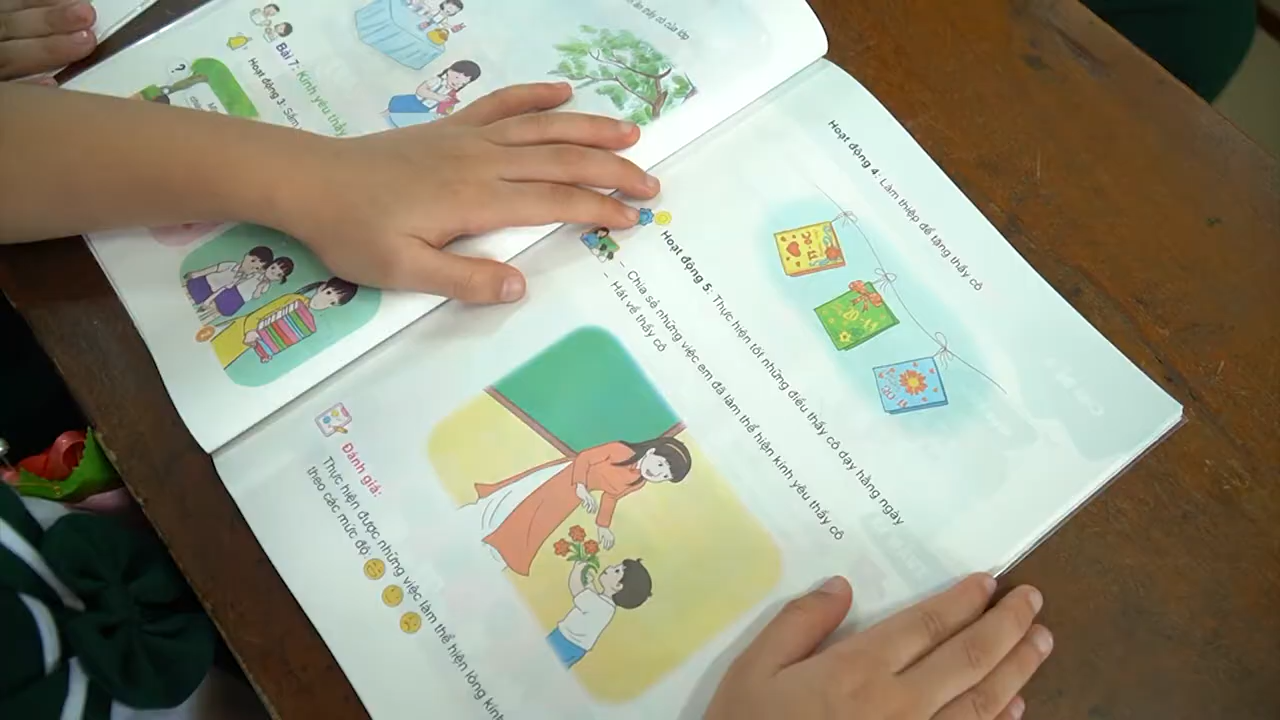 Bài 7: Kính yêu thầy
Hoạt động 3: Sắm
?
Hoạt động 4: Làm thiệp để tặng thầy cô
Hoạt động 5: Thực hiện tốt những điều thầy cô dạy hằng ngày
– Chia sẻ những việc em đã làm thể hiện kính yêu thầy cô
– Hát về thầy cô
Đánh giá:
Thực hiện được những việc làm thể hiện lòng kính
theo các mức độ